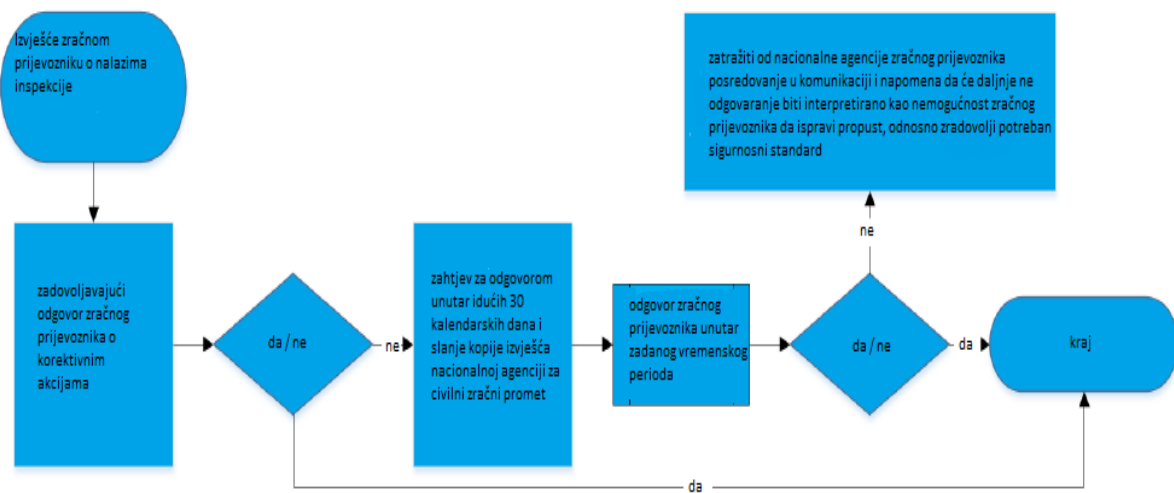 Izvješće zračnom
prijevozniku o nalazima
inspekcije
zadovoljavajući
odgovor zračnog
prijevoznika o
korektivnim
akcijama
da / ne
ne
zahtjev za odgovorom
unutar idućih 30
kalendarskih dana i
slanje kopije izvješća
nacionalnoj agenciji za
civilni zračni promet
odgovor zračnog
prijevoznika unutar
zadanog vremenskog
perioda
da / ne
ne
zatražiti od nacionalne agencije zračnog prijevoznika
posredovanje u komunikaciji i napomena da će daljnje ne
odgovaranje biti interpretirano kao nemogućnost zračnog
prijevoznika da ispravi propust, odnosno zradovolji potreban
sigurnosni standard
da
kraj
da